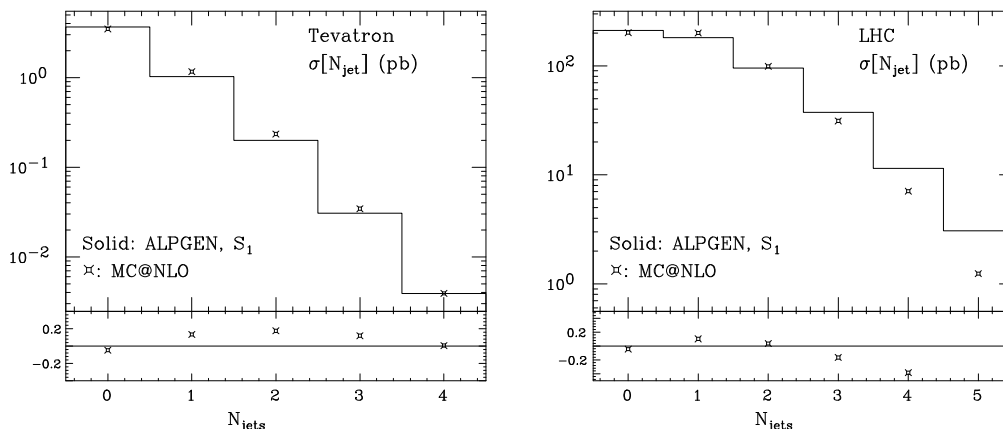 Tevatron
σ[N_jet] (pb)
10^0
10^−1
10^−2
Solid: ALPGEN, S_1
¤: MC@NLO
0.2
−0.2
0 1 2 3 4
N_jets
LHC
σ[N_jet] (pb)
10^2
10^1
10^0
Solid: ALPGEN, S_1
¤: MC@NLO
0.2
−0.2
0 1 2 3 4 5
N_jets